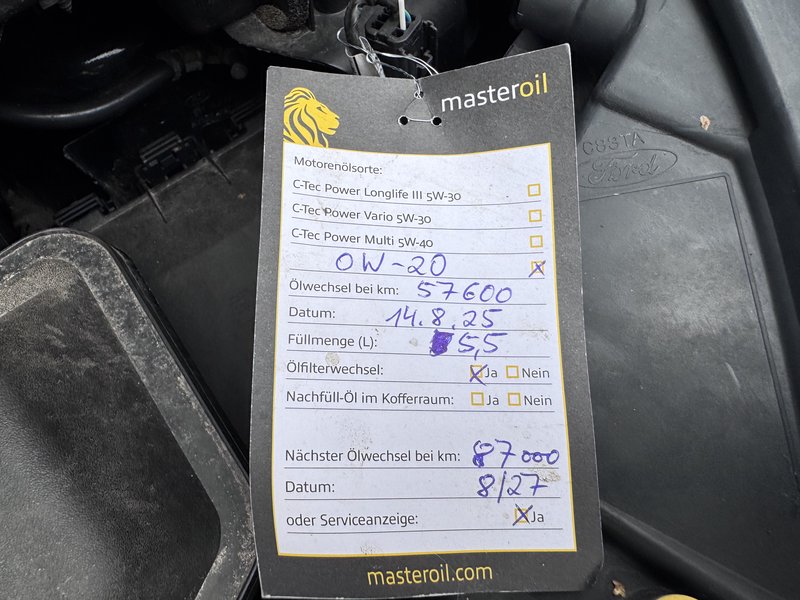 masteroil
C83TA
Ford
Motorenölsorte:
C-Tec Power Longlife III 5W-30
C-Tec Power Vario 5W-30
C-Tec Power Multi 5W-40
0W-20
Ölwechsel bei km: 57600
Datum: 14.8.25
Füllmenge (L): 5,5
Ölfilterwechsel: Ja Nein
Nachfüll-Öl im Kofferraum: Ja Nein
Nächster Ölwechsel bei km: 87000
Datum: 8/27
oder Serviceanzeige: Ja
masteroil.com